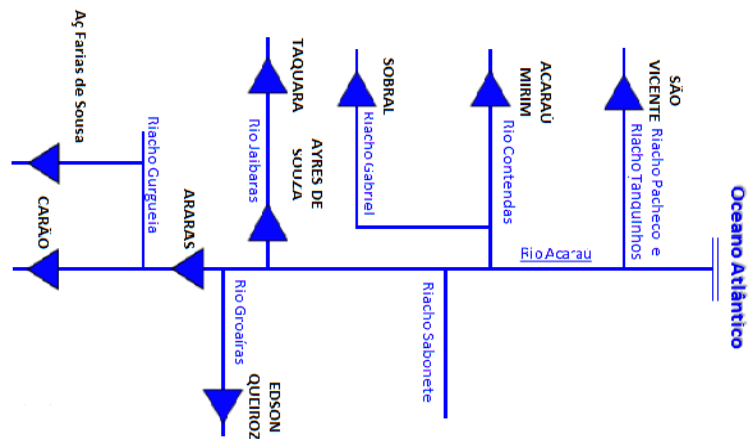 Oceano Atlântico
SÃO
VICENTE
Riacho Pacheco e
Riacho Tanquinhos
Rio Acaraú
ACARAÚ
MIRIM
Rio Contendas
SOBRAL
Riacho Gabriel
Riacho Sabonete
TAQUARA
Rio Jaibaras
AYRES DE
SOUZA
EDSON
QUEIROZ
Rio Groaíras
ARARAS
Riacho Gurgueia
Aç Farias de Sousa
CARÃO